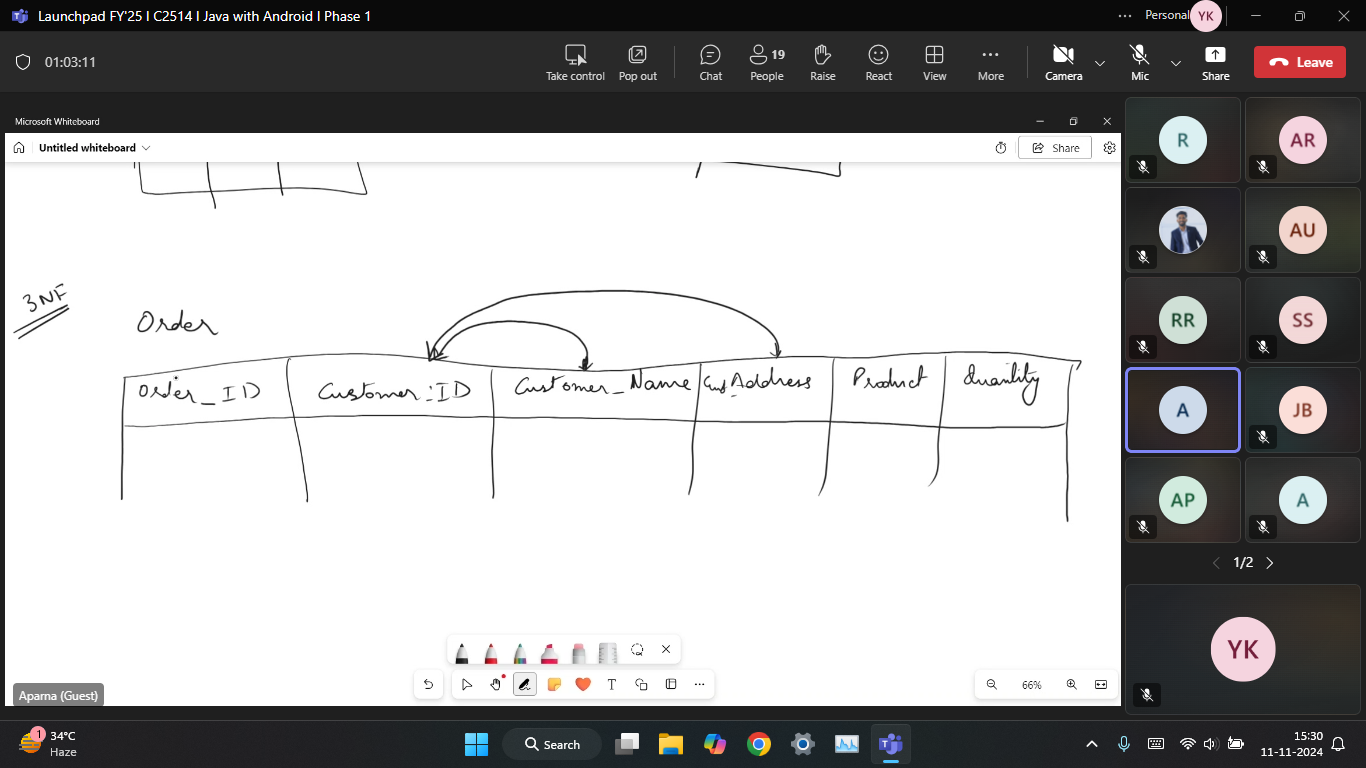 Launchpad FY'25 I C2514 I Java with Android I Phase 1
Personal
YK
01:03:11
Take control
Pop out
Chat
19
People
Raise
React
View
More
Camera
Mic
Share
Leave
Microsoft Whiteboard
Untitled whiteboard
Share
3NF
Order
Order_ID
Customer_ID
Customer_Name
Cus_Address
Product
Quantity
R
AR
AU
RR
SS
A
JB
AP
A
1/2
YK
66%
Aparna (Guest)
1
34°C
Haze
Search
15:30
11-11-2024